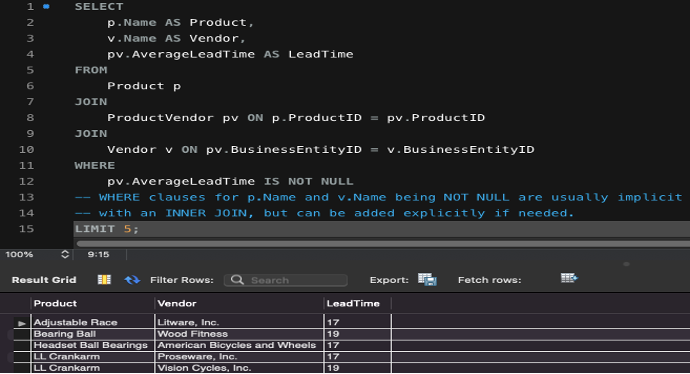 1 SELECT
2 p.Name AS Product,
3 v.Name AS Vendor,
4 pv.AverageLeadTime AS LeadTime
5 FROM
6 Product p
7 JOIN
8 ProductVendor pv ON p.ProductID = pv.ProductID
9 JOIN
10 Vendor v ON pv.BusinessEntityID = v.BusinessEntityID
11 WHERE
12 pv.AverageLeadTime IS NOT NULL
13 -- WHERE clauses for p.Name and v.Name being NOT NULL are usually implicit
14 -- with an INNER JOIN, but can be added explicitly if needed.
15 LIMIT 5;
100% 9:15
Result Grid Filter Rows: Search Export: Fetch rows:
Product Vendor LeadTime
Adjustable Race Litware, Inc. 17
Bearing Ball Wood Fitness 19
Headset Ball Bearings American Bicycles and Wheels 17
LL Crankarm Proseware, Inc. 17
LL Crankarm Vision Cycles, Inc. 19